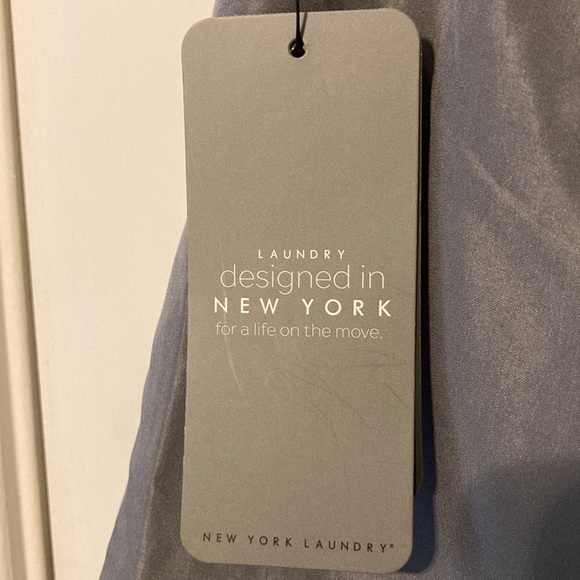 LAUNDRY
designed in
NEW YORK
for a life on the move.
NEW YORK LAUNDRY®